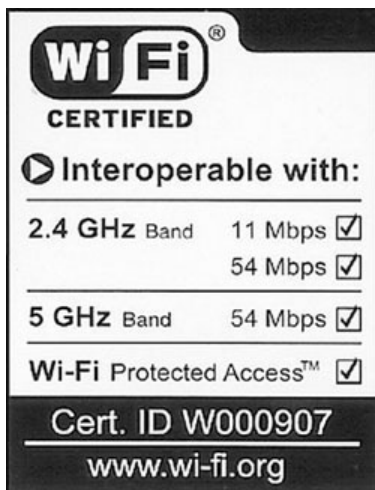 Wi Fi ®
CERTIFIED
Interoperable with:
2.4 GHz Band 11 Mbps ☑
54 Mbps ☑
5 GHz Band 54 Mbps ☑
Wi-Fi Protected Access™ ☑
Cert. ID W000907
www.wi-fi.org